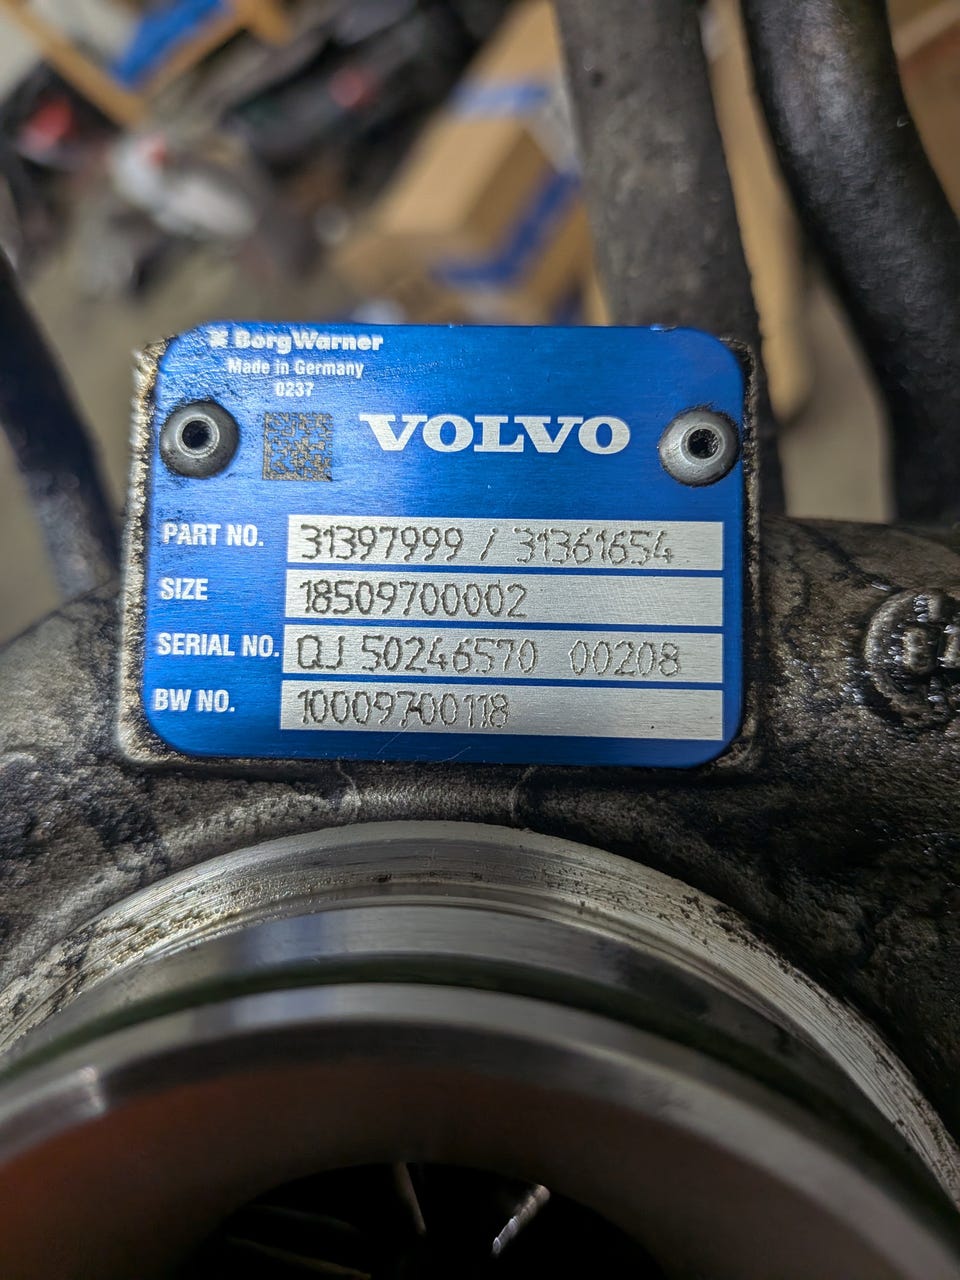 BorgWarner
Made in Germany
0237
VOLVO
PART NO. 31397999 / 31361654
SIZE 18509700002
SERIAL NO. QJ 50246570 00208
BW NO. 10009700118